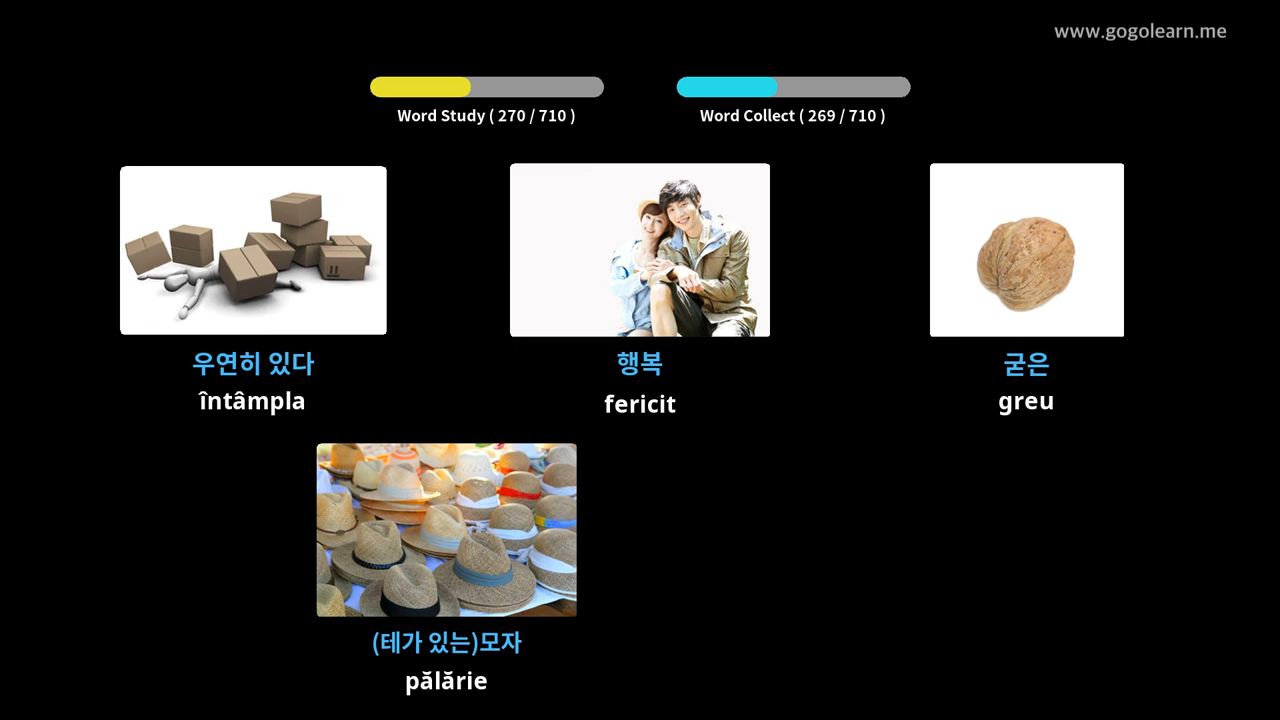 www.gogolearn.me
Word Study ( 270 / 710 )
Word Collect ( 269 / 710 )
우연히 있다
întâmpla
행복
fericit
굳은
greu
(테가 있는)모자
pălărie